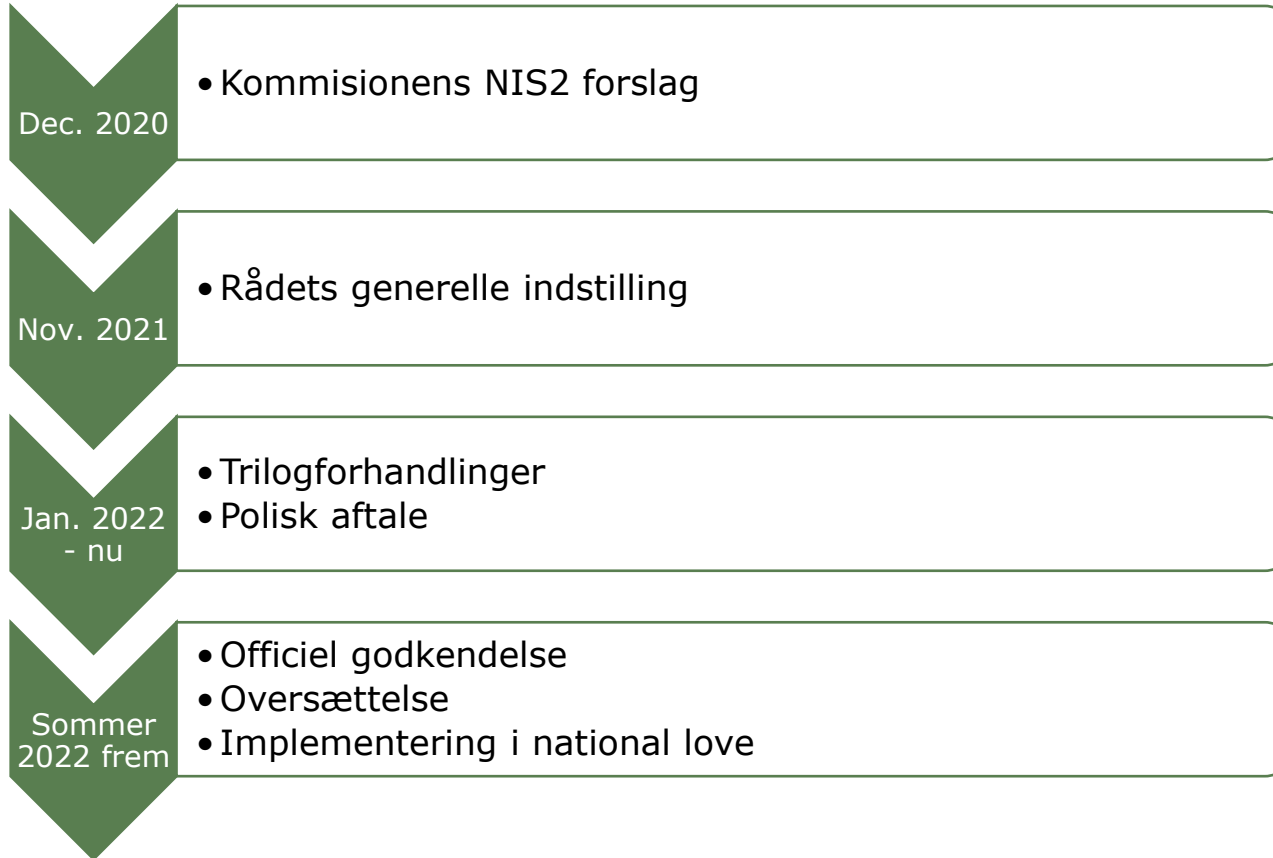 Dec. 2020
• Kommisionens NIS2 forslag
Nov. 2021
• Rådets generelle indstilling
Jan. 2022
- nu
• Trilogforhandlinger
• Polisk aftale
Sommer
2022 frem
• Officiel godkendelse
• Oversættelse
• Implementering i national love